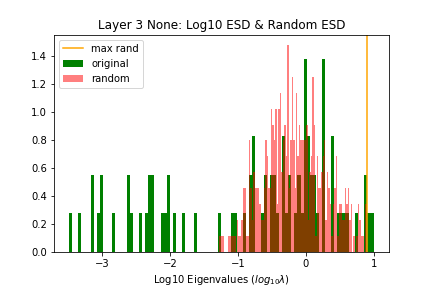 Layer 3 None: Log10 ESD & Random ESD
max rand
original
random
1.4
1.2
1.0
0.8
0.6
0.4
0.2
0.0
−3 −2 −1 0 1
Log10 Eigenvalues (log₁₀λ)